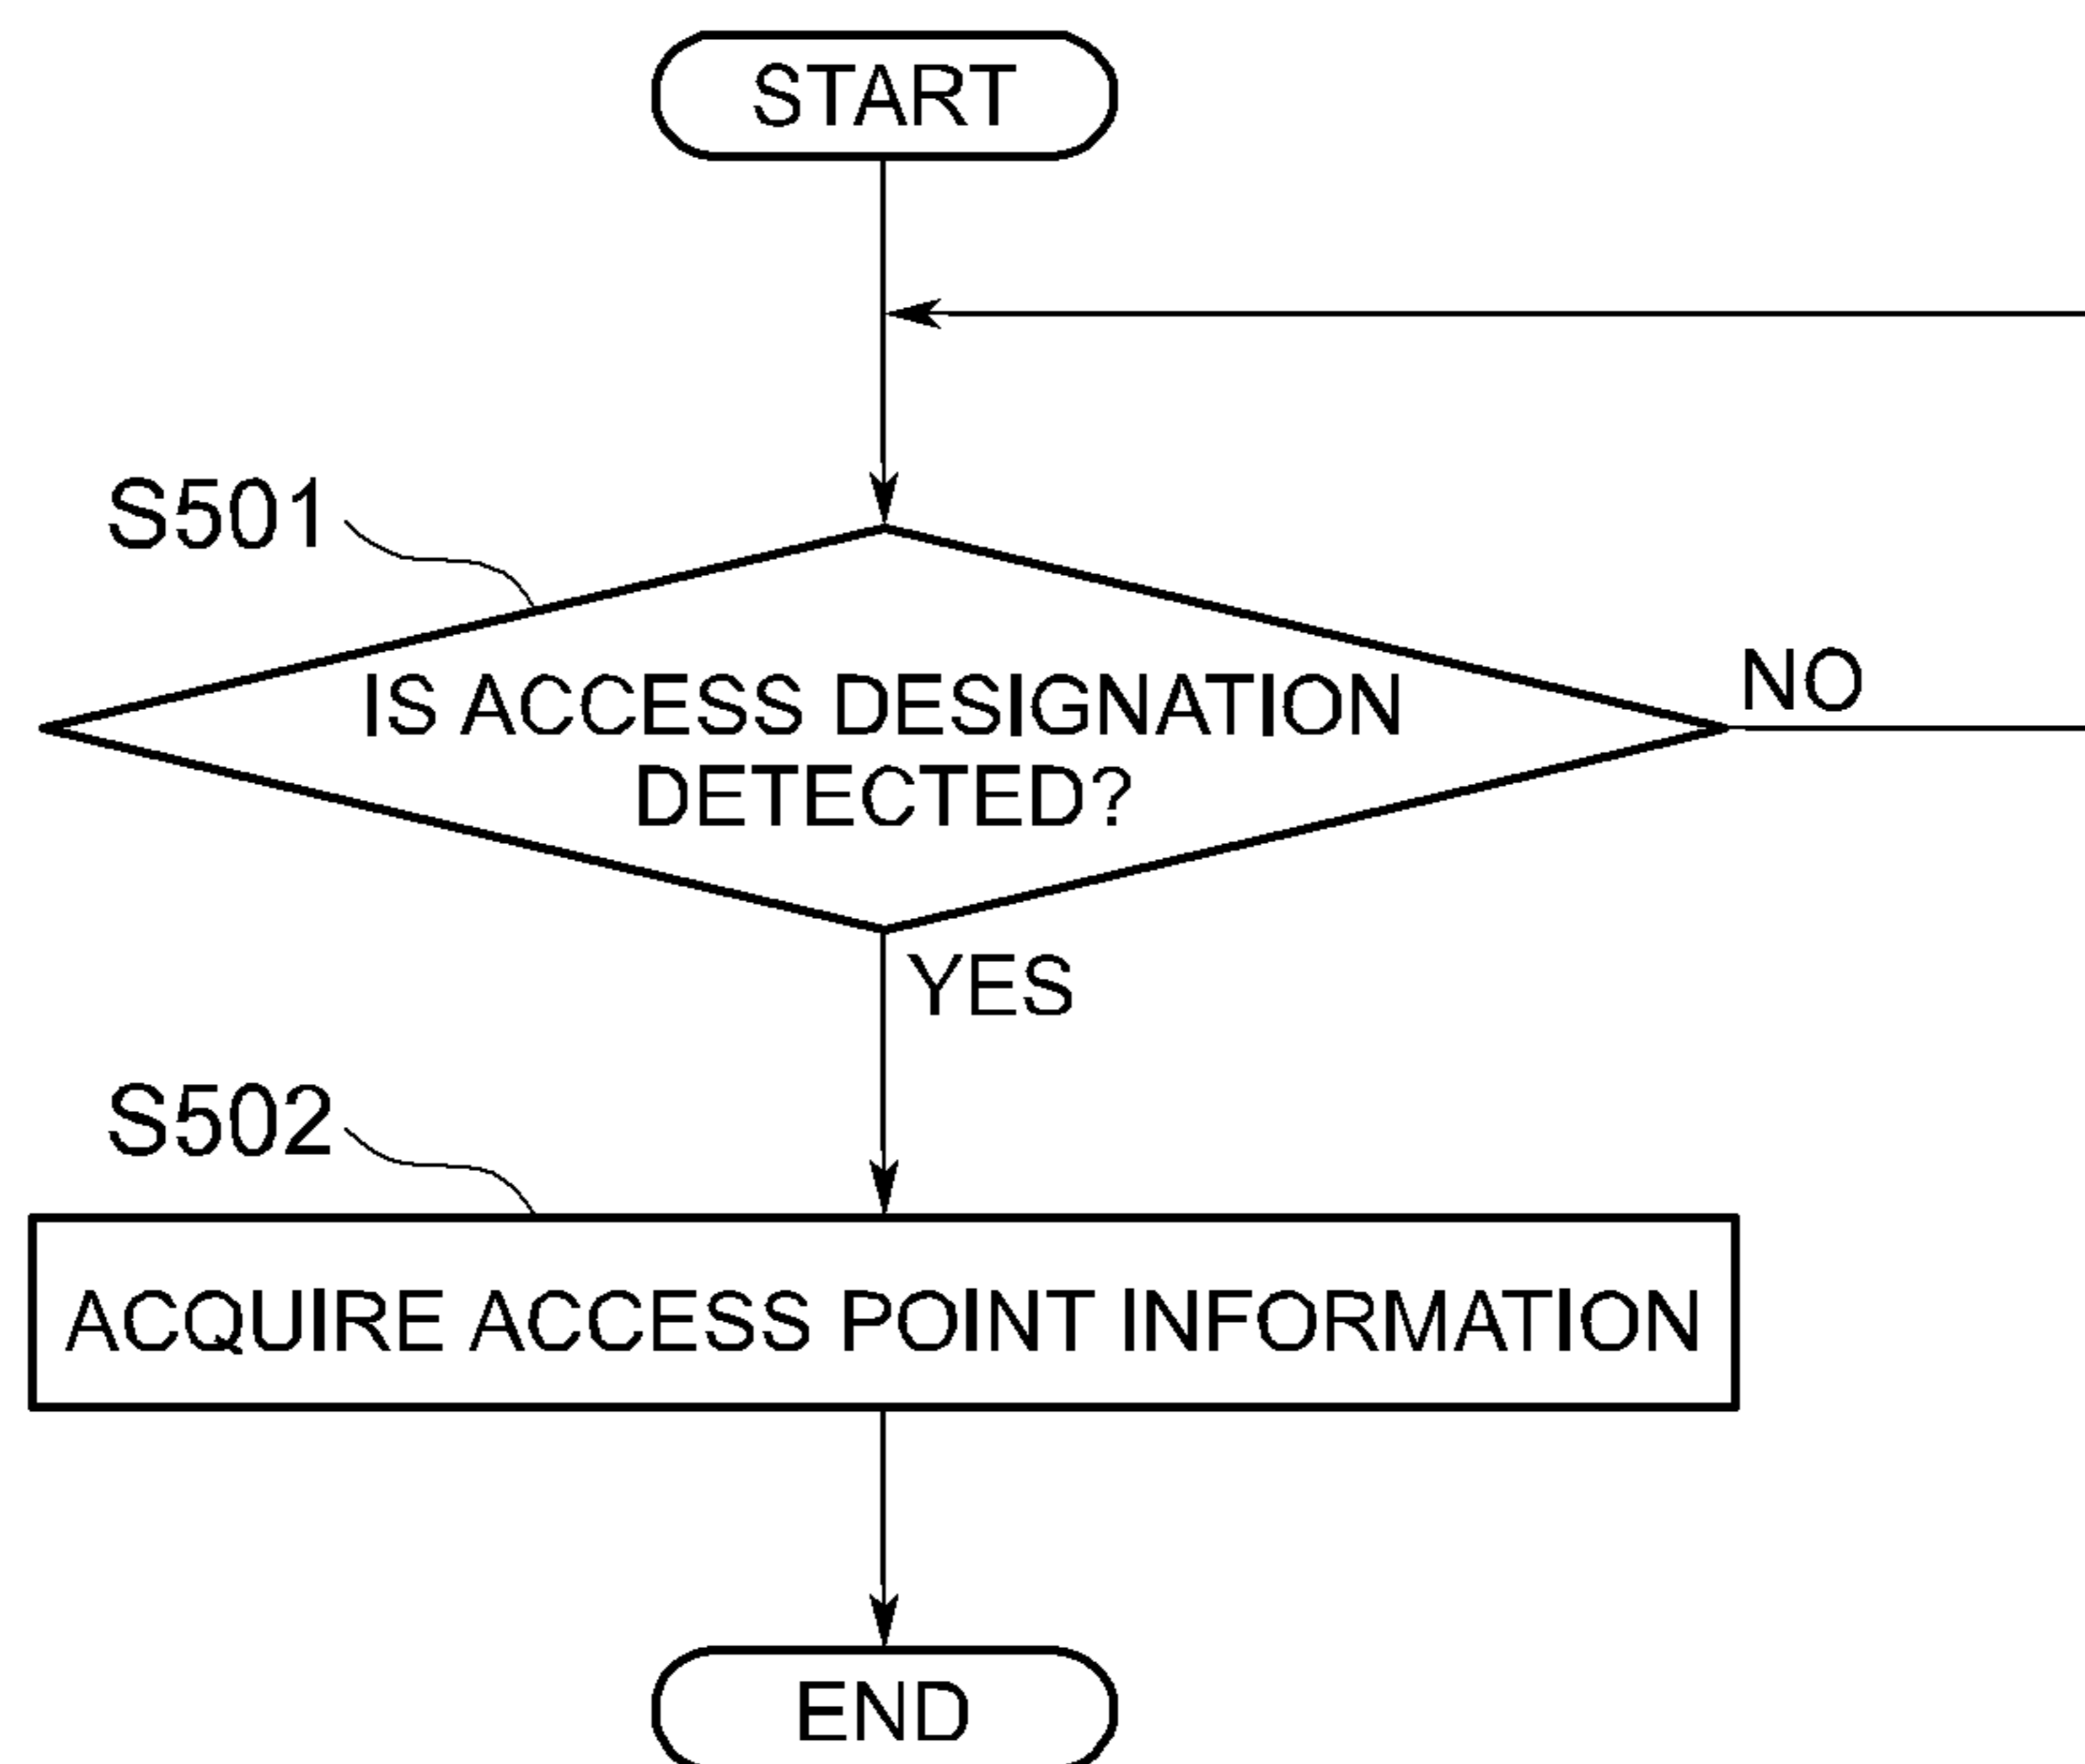 START
S501
IS ACCESS DESIGNATION
DETECTED?
NO
YES
S502
ACQUIRE ACCESS POINT INFORMATION
END